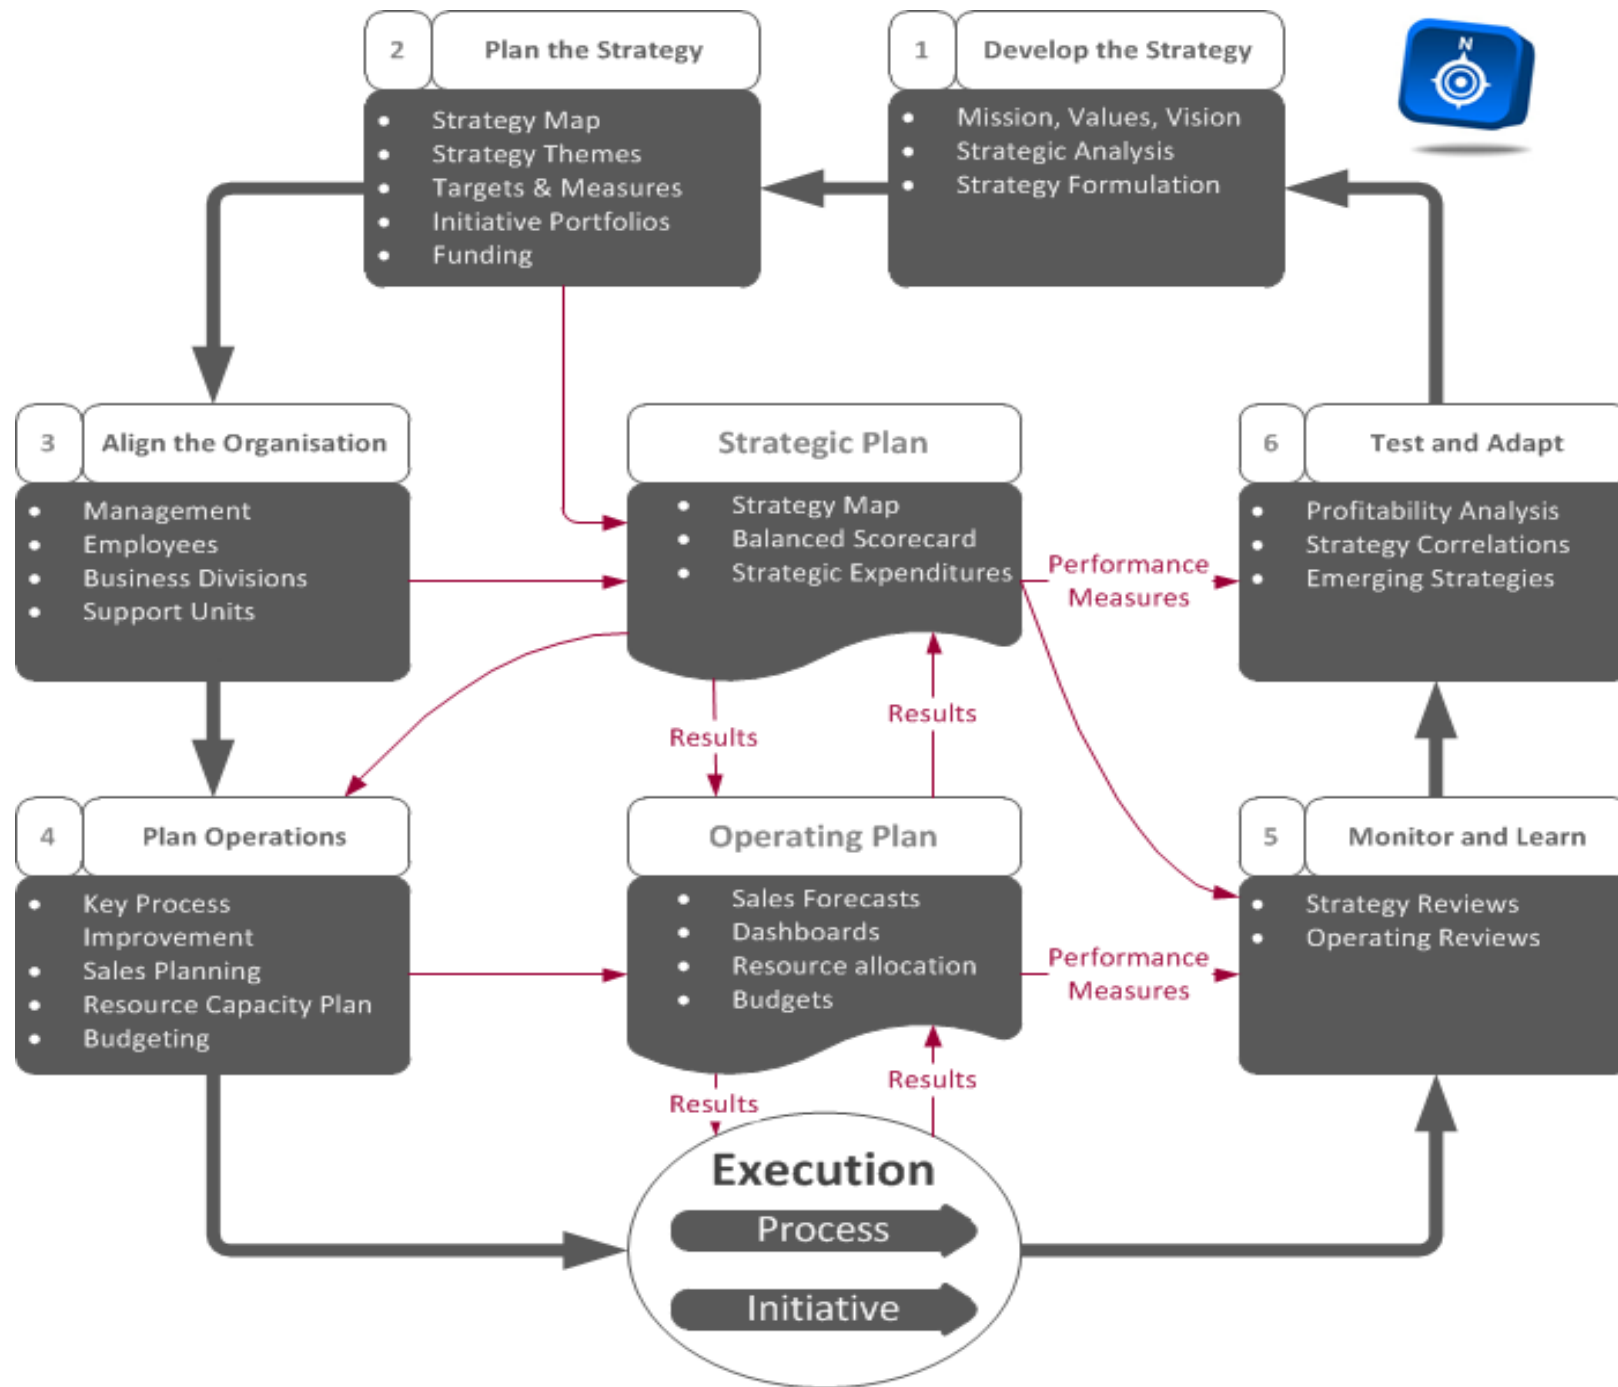 2
Plan the Strategy
Strategy Map
Strategy Themes
Targets & Measures
Initiative Portfolios
Funding
1
Develop the Strategy
Mission, Values, Vision
Strategic Analysis
Strategy Formulation
N
3
Align the Organisation
Management
Employees
Business Divisions
Support Units
Strategic Plan
Strategy Map
Balanced Scorecard
Strategic Expenditures
Performance
Measures
6
Test and Adapt
Profitability Analysis
Strategy Correlations
Emerging Strategies
Results
Results
4
Plan Operations
Key Process
Improvement
Sales Planning
Resource Capacity Plan
Budgeting
Operating Plan
Sales Forecasts
Dashboards
Resource allocation
Budgets
Performance
Measures
5
Monitor and Learn
Strategy Reviews
Operating Reviews
Results
Results
Execution
Process
Initiative